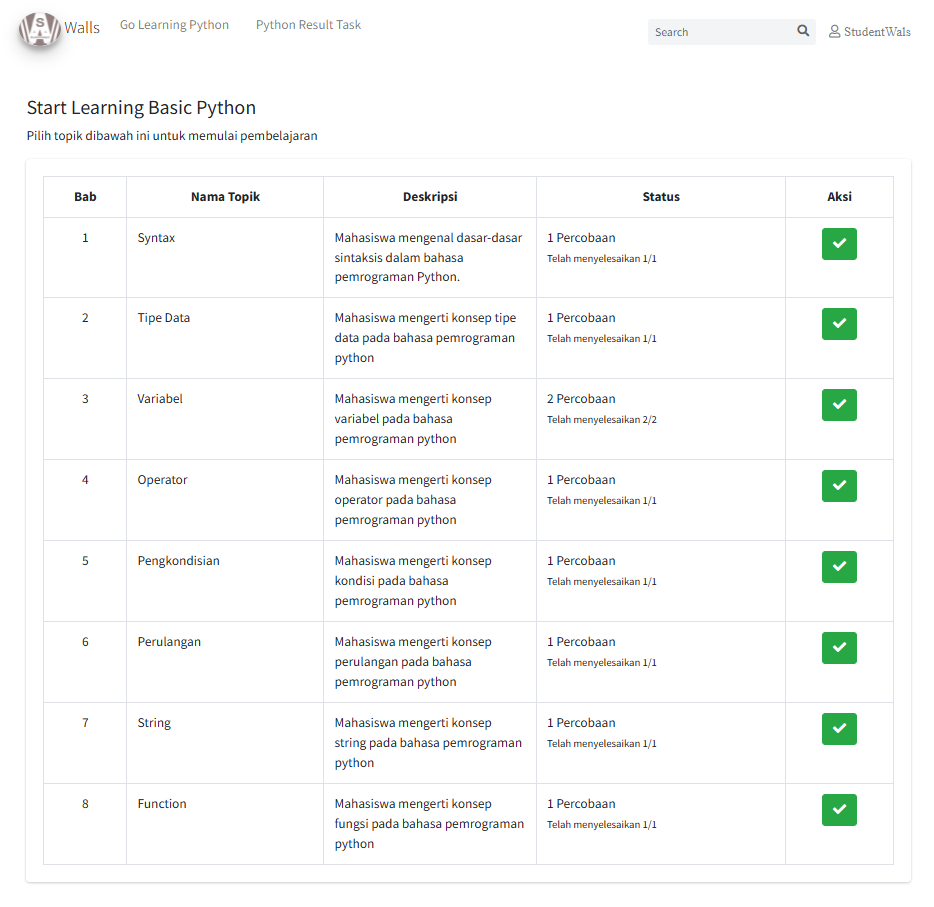 SAW Walls Go Learning Python Python Result Task Search StudentWals
Start Learning Basic Python
Pilih topik dibawah ini untuk memulai pembelajaran
Bab Nama Topik Deskripsi Status Aksi
1 Syntax Mahasiswa mengenal dasar-dasar 1 Percobaan
sintaksis dalam bahasa Telah menyelesaikan 1/1
pemrograman Python.
2 Tipe Data Mahasiswa mengerti konsep tipe 1 Percobaan
data pada bahasa pemrograman Telah menyelesaikan 1/1
python
3 Variabel Mahasiswa mengerti konsep 2 Percobaan
variabel pada bahasa Telah menyelesaikan 2/2
pemrograman python
4 Operator Mahasiswa mengerti konsep 1 Percobaan
operator pada bahasa Telah menyelesaikan 1/1
pemrograman python
5 Pengkondisian Mahasiswa mengerti konsep 1 Percobaan
kondisi pada bahasa Telah menyelesaikan 1/1
pemrograman python
6 Perulangan Mahasiswa mengerti konsep 1 Percobaan
perulangan pada bahasa Telah menyelesaikan 1/1
pemrograman python
7 String Mahasiswa mengerti konsep 1 Percobaan
string pada bahasa pemrograman Telah menyelesaikan 1/1
python
8 Function Mahasiswa mengerti konsep 1 Percobaan
fungsi pada bahasa pemrograman Telah menyelesaikan 1/1
python